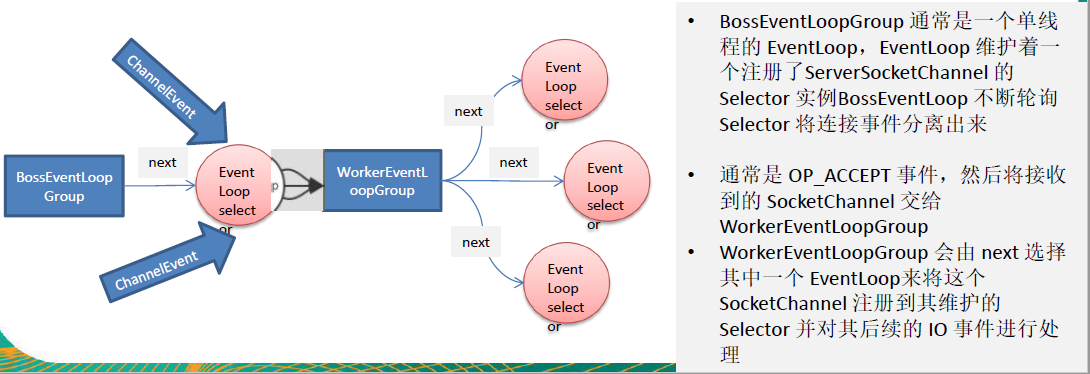 ChannelEvent
BossEventLoop
Group
next
Event
Loop
select
or
ChannelEvent
WorkerEventL
oopGroup
next
Event
Loop
select
or
next
Event
Loop
select
or
next
Event
Loop
select
or
• BossEventLoopGroup 通常是一个单线
程的 EventLoop，EventLoop 维护着一
个注册了ServerSocketChannel 的
Selector 实例BossEventLoop 不断轮询
Selector 将连接事件分离出来
• 通常是 OP_ACCEPT 事件，然后将接收
到的 SocketChannel 交给
WorkerEventLoopGroup
• WorkerEventLoopGroup 会由 next 选择
其中一个 EventLoop来将这个
SocketChannel 注册到其维护的
Selector 并对其后续的 IO 事件进行处
理